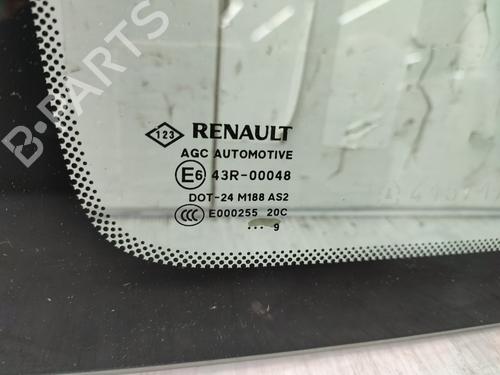 B-PARTS
123 RENAULT
AGC AUTOMOTIVE
E6 43R-00048
DOT-24 M188 AS2
CCC E000255 20C
... 9